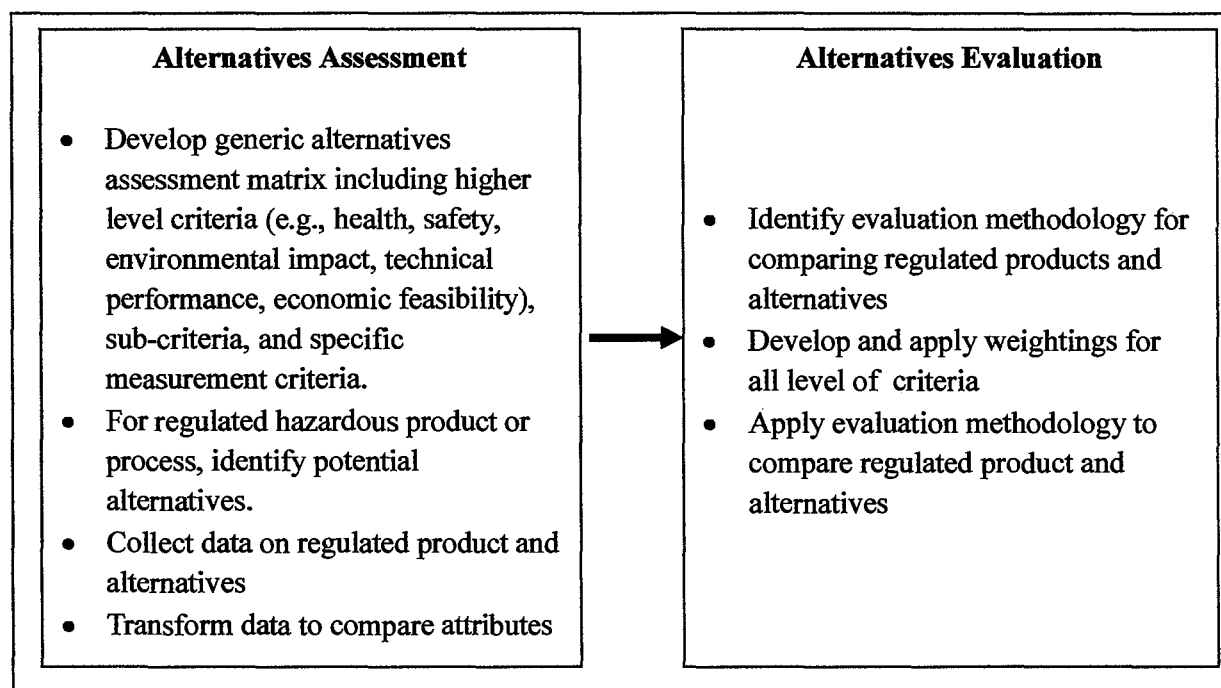 Alternatives Assessment
• Develop generic alternatives
assessment matrix including higher
level criteria (e.g., health, safety,
environmental impact, technical
performance, economic feasibility),
sub-criteria, and specific
measurement criteria.
• For regulated hazardous product or
process, identify potential
alternatives.
• Collect data on regulated product and
alternatives
• Transform data to compare attributes
Alternatives Evaluation
• Identify evaluation methodology for
comparing regulated products and
alternatives
• Develop and apply weightings for
all level of criteria
• Apply evaluation methodology to
compare regulated product and
alternatives